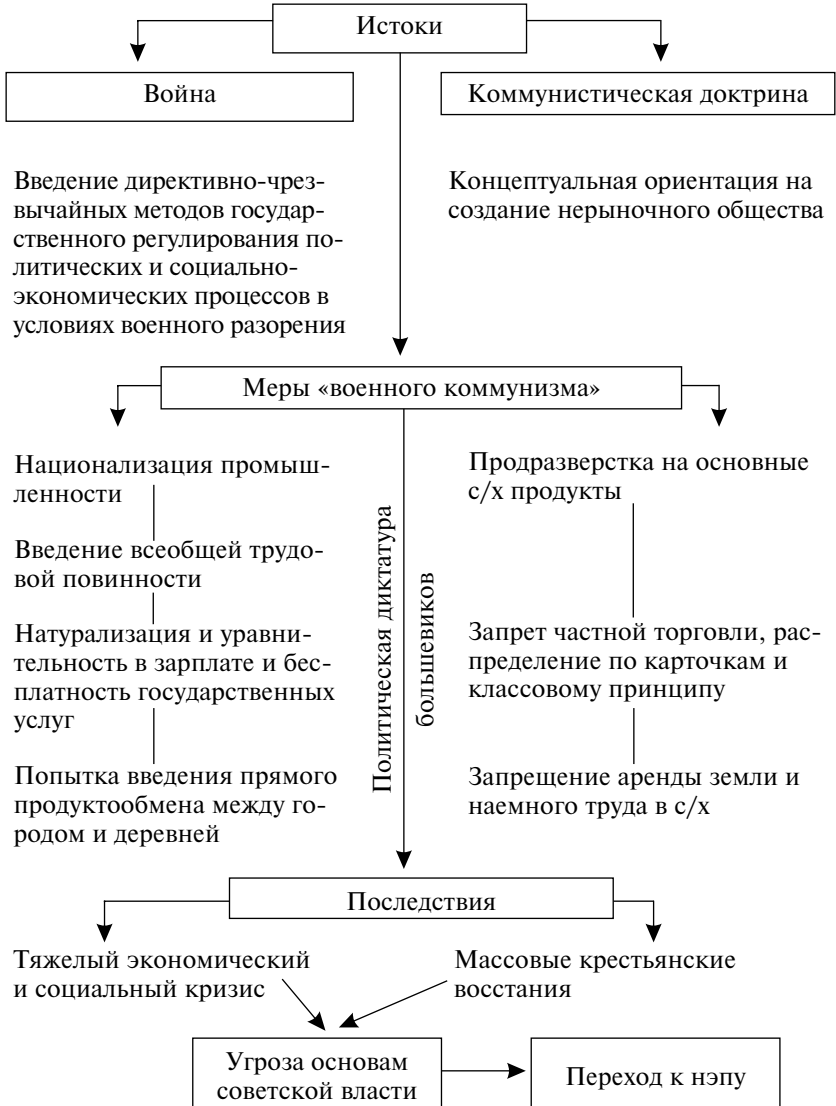 Истоки
Война
Коммунистическая доктрина
Введение директивно-чрез-
вычайных методов государ-
ственного регулирования по-
литических и социально-
экономических процессов в
условиях военного разорения
Концептуальная ориентация на
создание нерыночного общества
Меры «военного коммунизма»
Национализация промыш-
ленности
Введение всеобщей трудо-
вой повинности
Натурализация и уравни-
тельность в зарплате и бес-
платность государственных
услуг
Попытка введения прямого
продуктообмена между го-
родом и деревней
Политическая диктатура
большевиков
Продразверстка на основные
с/х продукты
Запрет частной торговли, рас-
пределение по карточкам и
классовому принципу
Запрещение аренды земли и
наемного труда в с/х
Последствия
Тяжелый экономический
и социальный кризис
Массовые крестьянские
восстания
Угроза основам
советской власти
Переход к нэпу